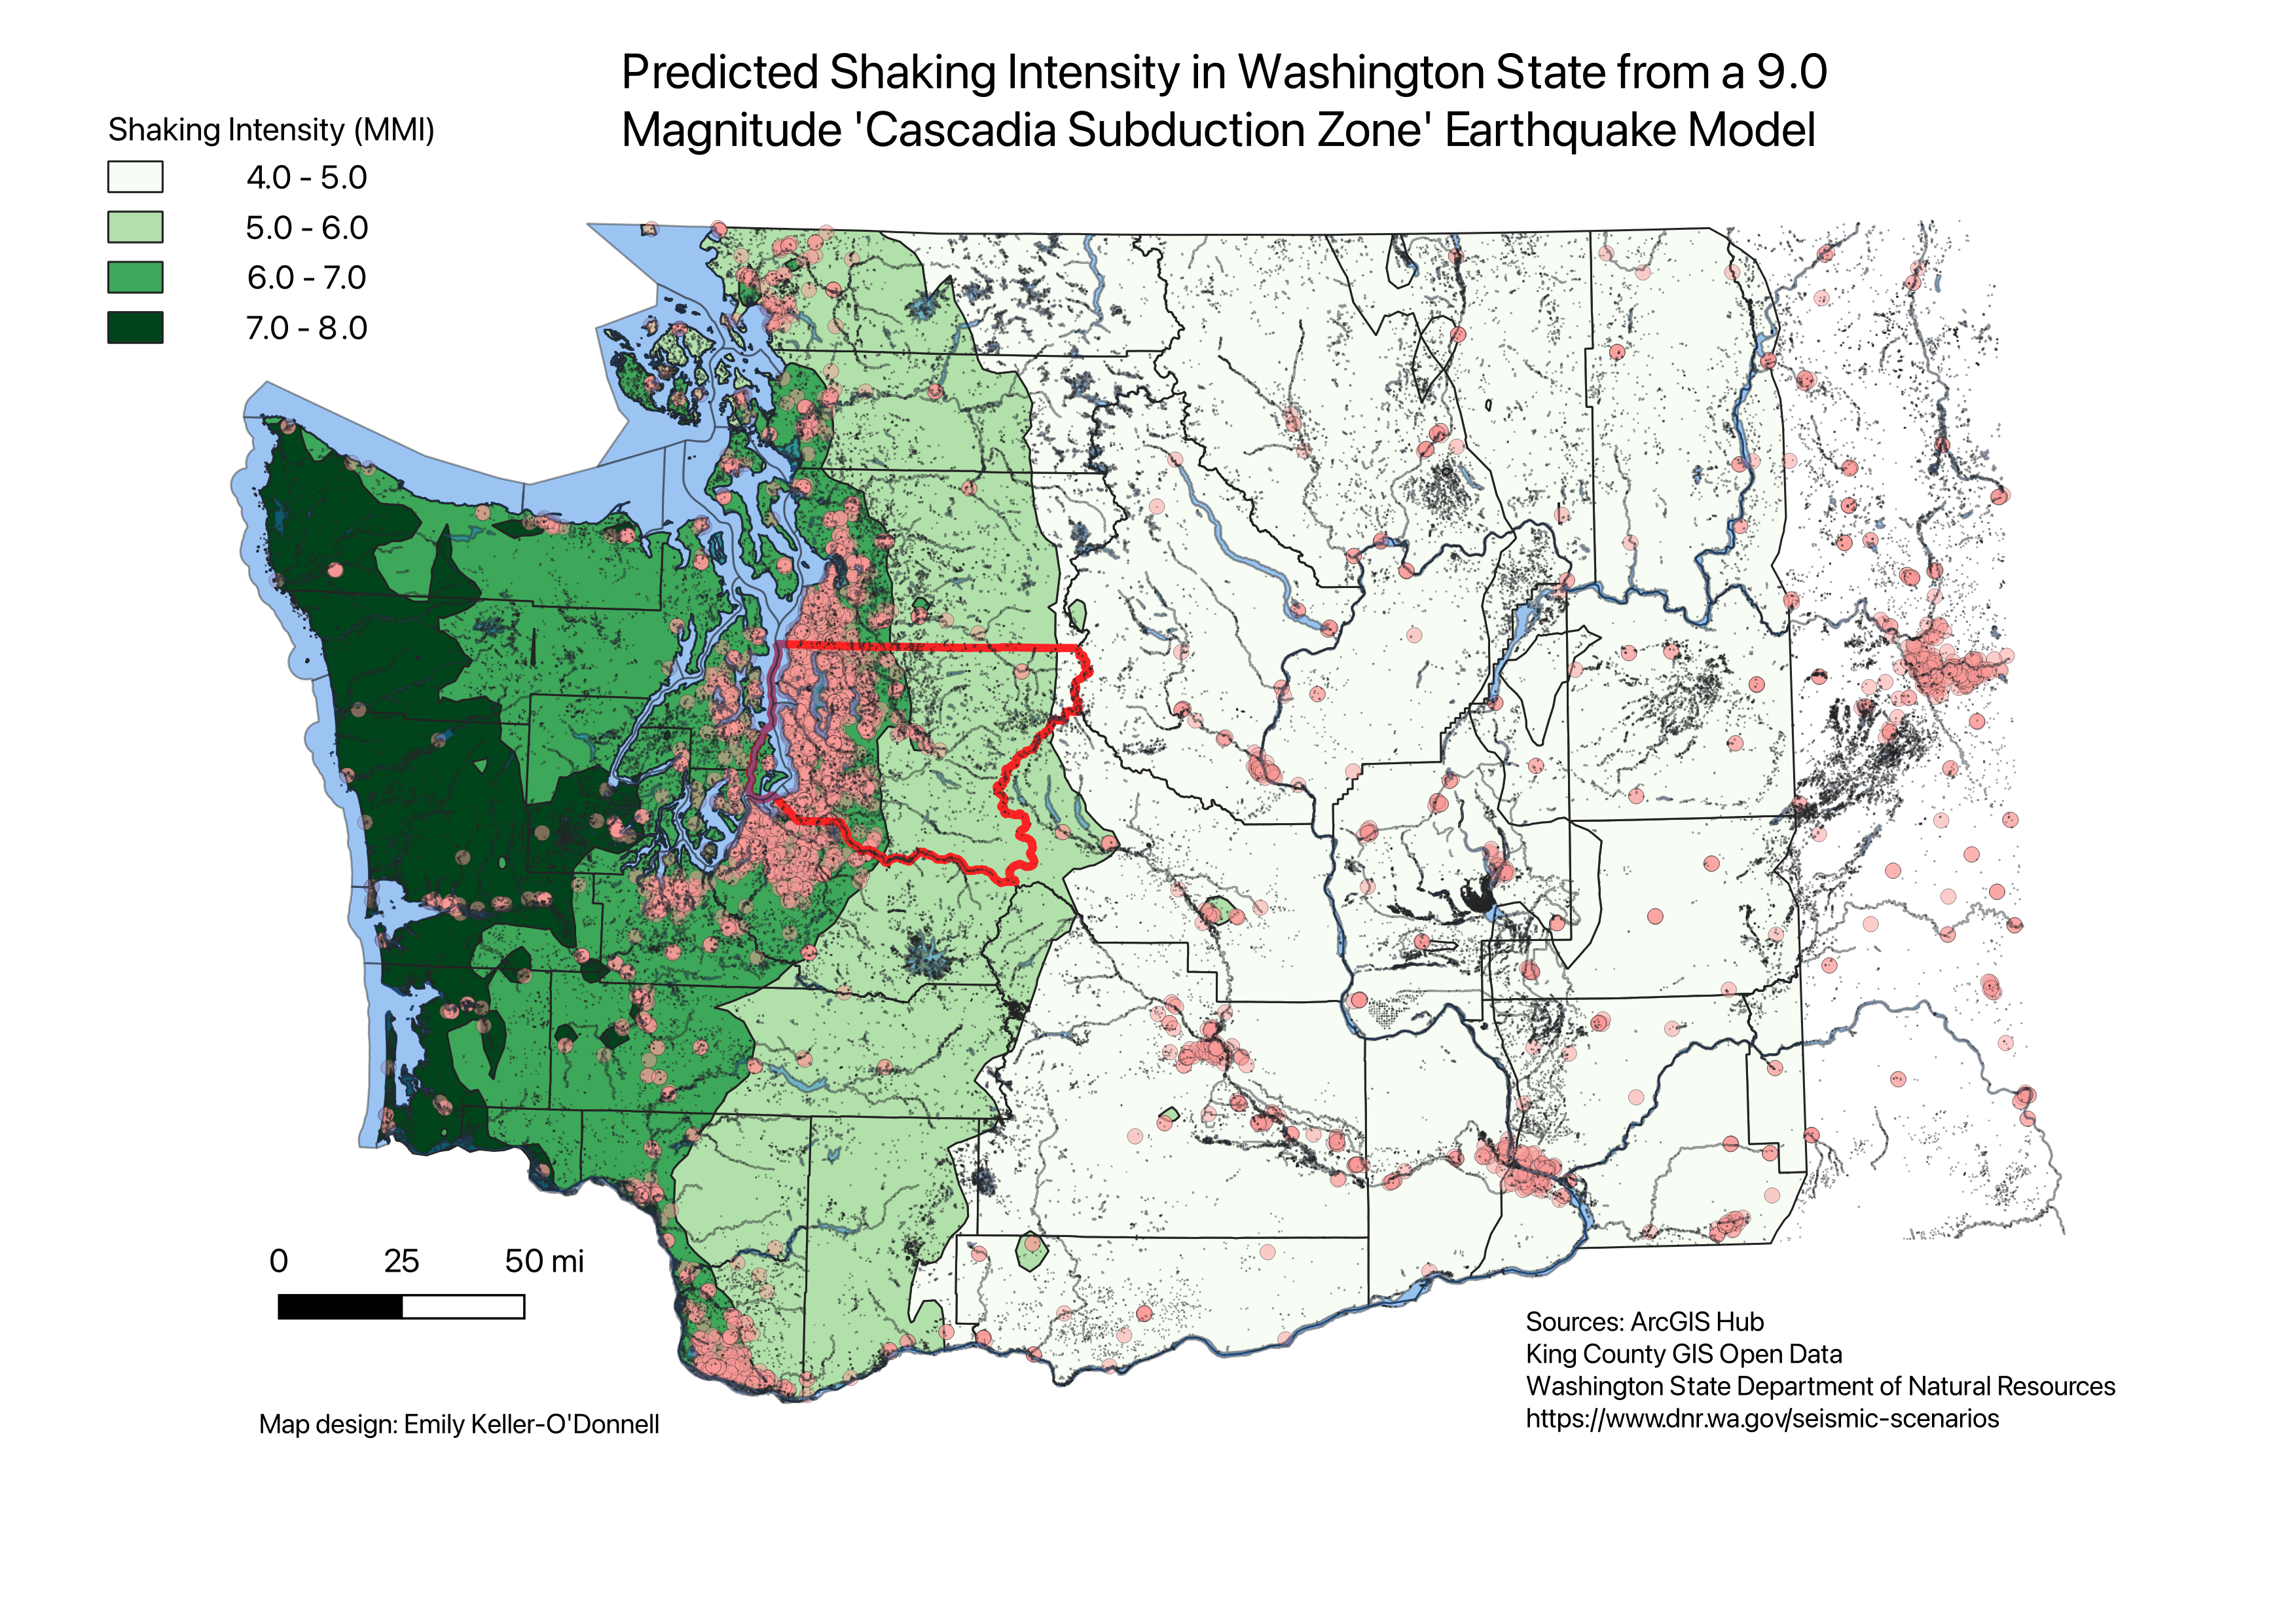 Predicted Shaking Intensity in Washington State from a 9.0
Magnitude 'Cascadia Subduction Zone' Earthquake Model
Shaking Intensity (MMI)
4.0 - 5.0
5.0 - 6.0
6.0 - 7.0
7.0 - 8.0
0 25 50 mi
Map design: Emily Keller-O'Donnell
Sources: ArcGIS Hub
King County GIS Open Data
Washington State Department of Natural Resources
https://www.dnr.wa.gov/seismic-scenarios